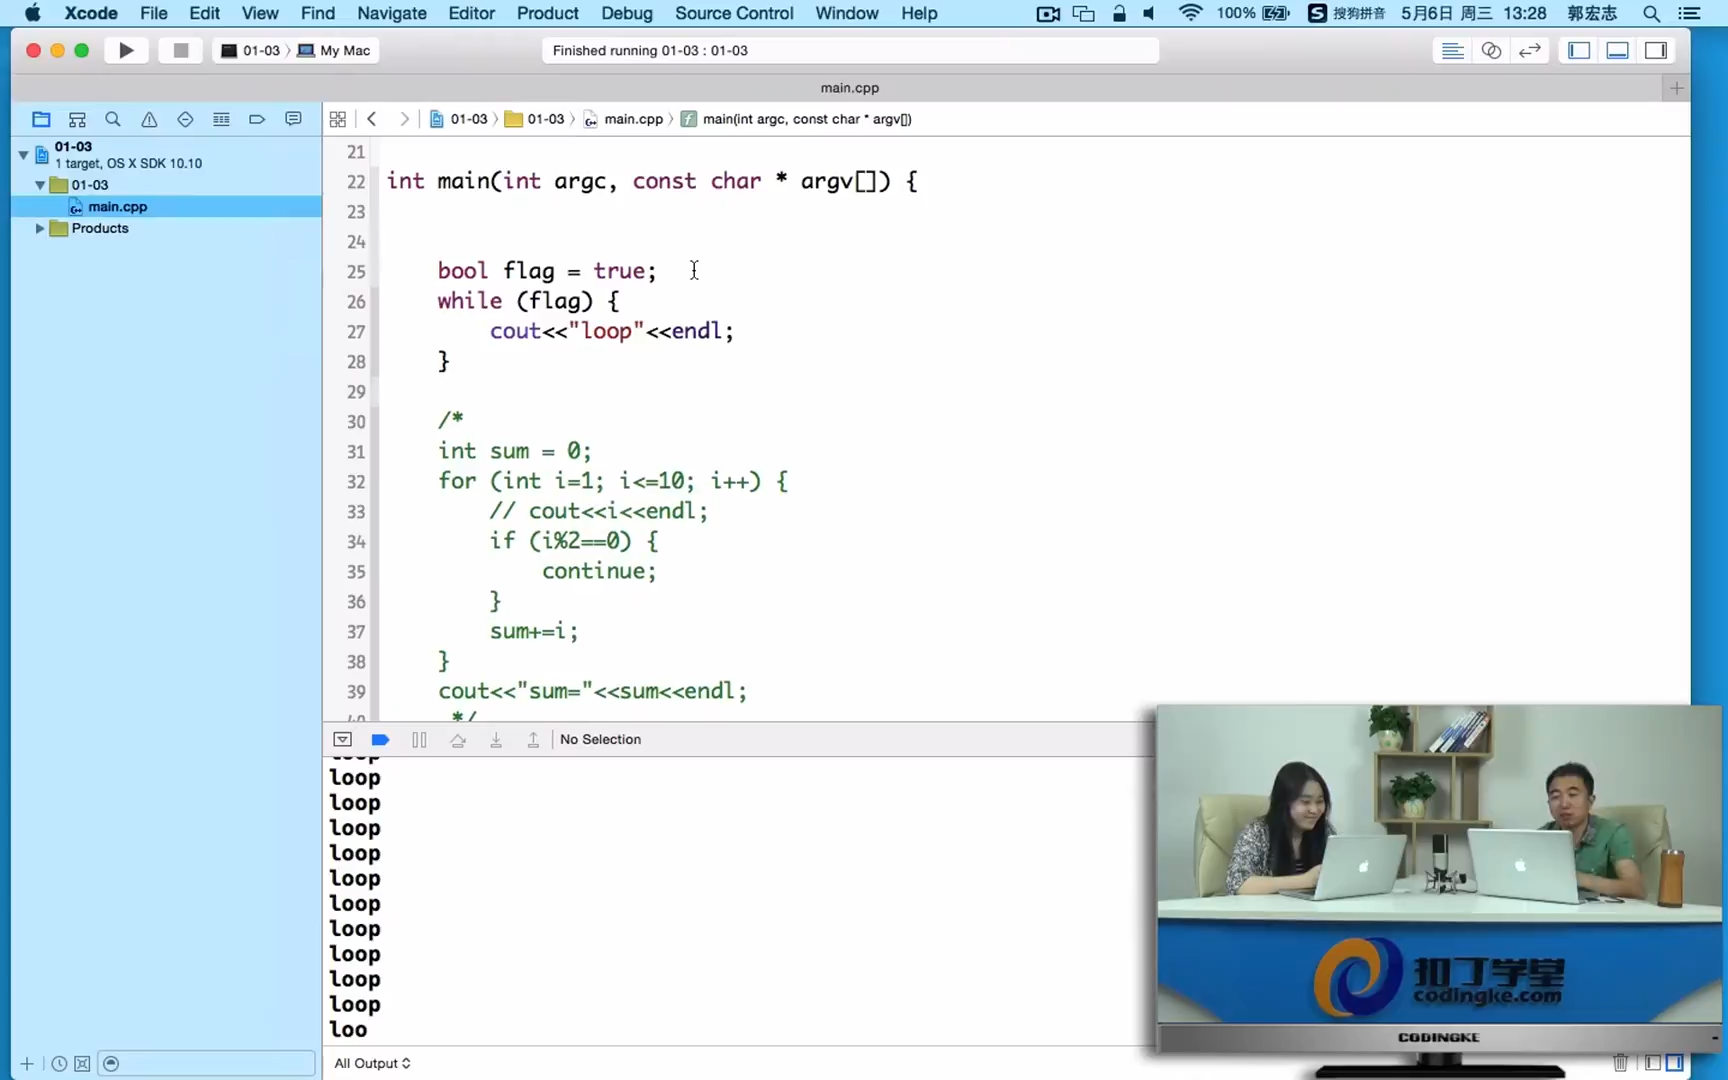 Xcode File Edit View Find Navigate Editor Product Debug Source Control Window Help 100% 搜狗拼音 5月6日 周三 13:28 郭宏志
01-03 My Mac Finished running 01-03 : 01-03
main.cpp
01-03 01-03 main.cpp main(int argc, const char * argv[])
01-03
1 target, OS X SDK 10.10
01-03
main.cpp
Products
21
22 int main(int argc, const char * argv[]) {
23
24
25 bool flag = true;
26 while (flag) {
27 cout<<"loop"<<endl;
28 }
29
30 /*
31 int sum = 0;
32 for (int i=1; i<=10; i++) {
33 // cout<<i<<endl;
34 if (i%2==0) {
35 continue;
36 }
37 sum+=i;
38 }
39 cout<<"sum="<<sum<<endl;
40 */
No Selection
loop
loop
loop
loop
loop
loop
loop
loop
loop
loop
loop
loo
All Output
扣丁学堂
codingke.com
CODINGKE